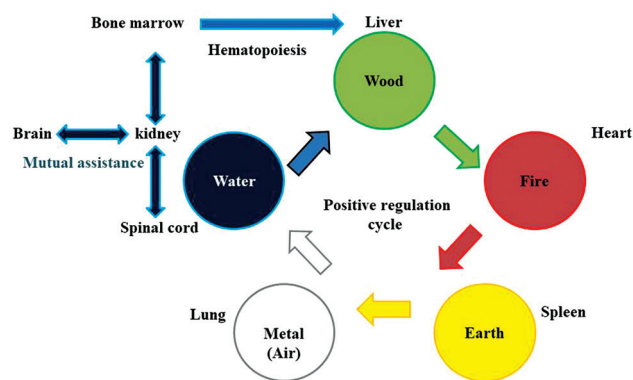 Bone marrow
Liver
Hematopoiesis
Wood
Brain
kidney
Heart
Mutual assistance
Water
Fire
Positive regulation
cycle
Spinal cord
Lung
Spleen
Metal
(Air)
Earth